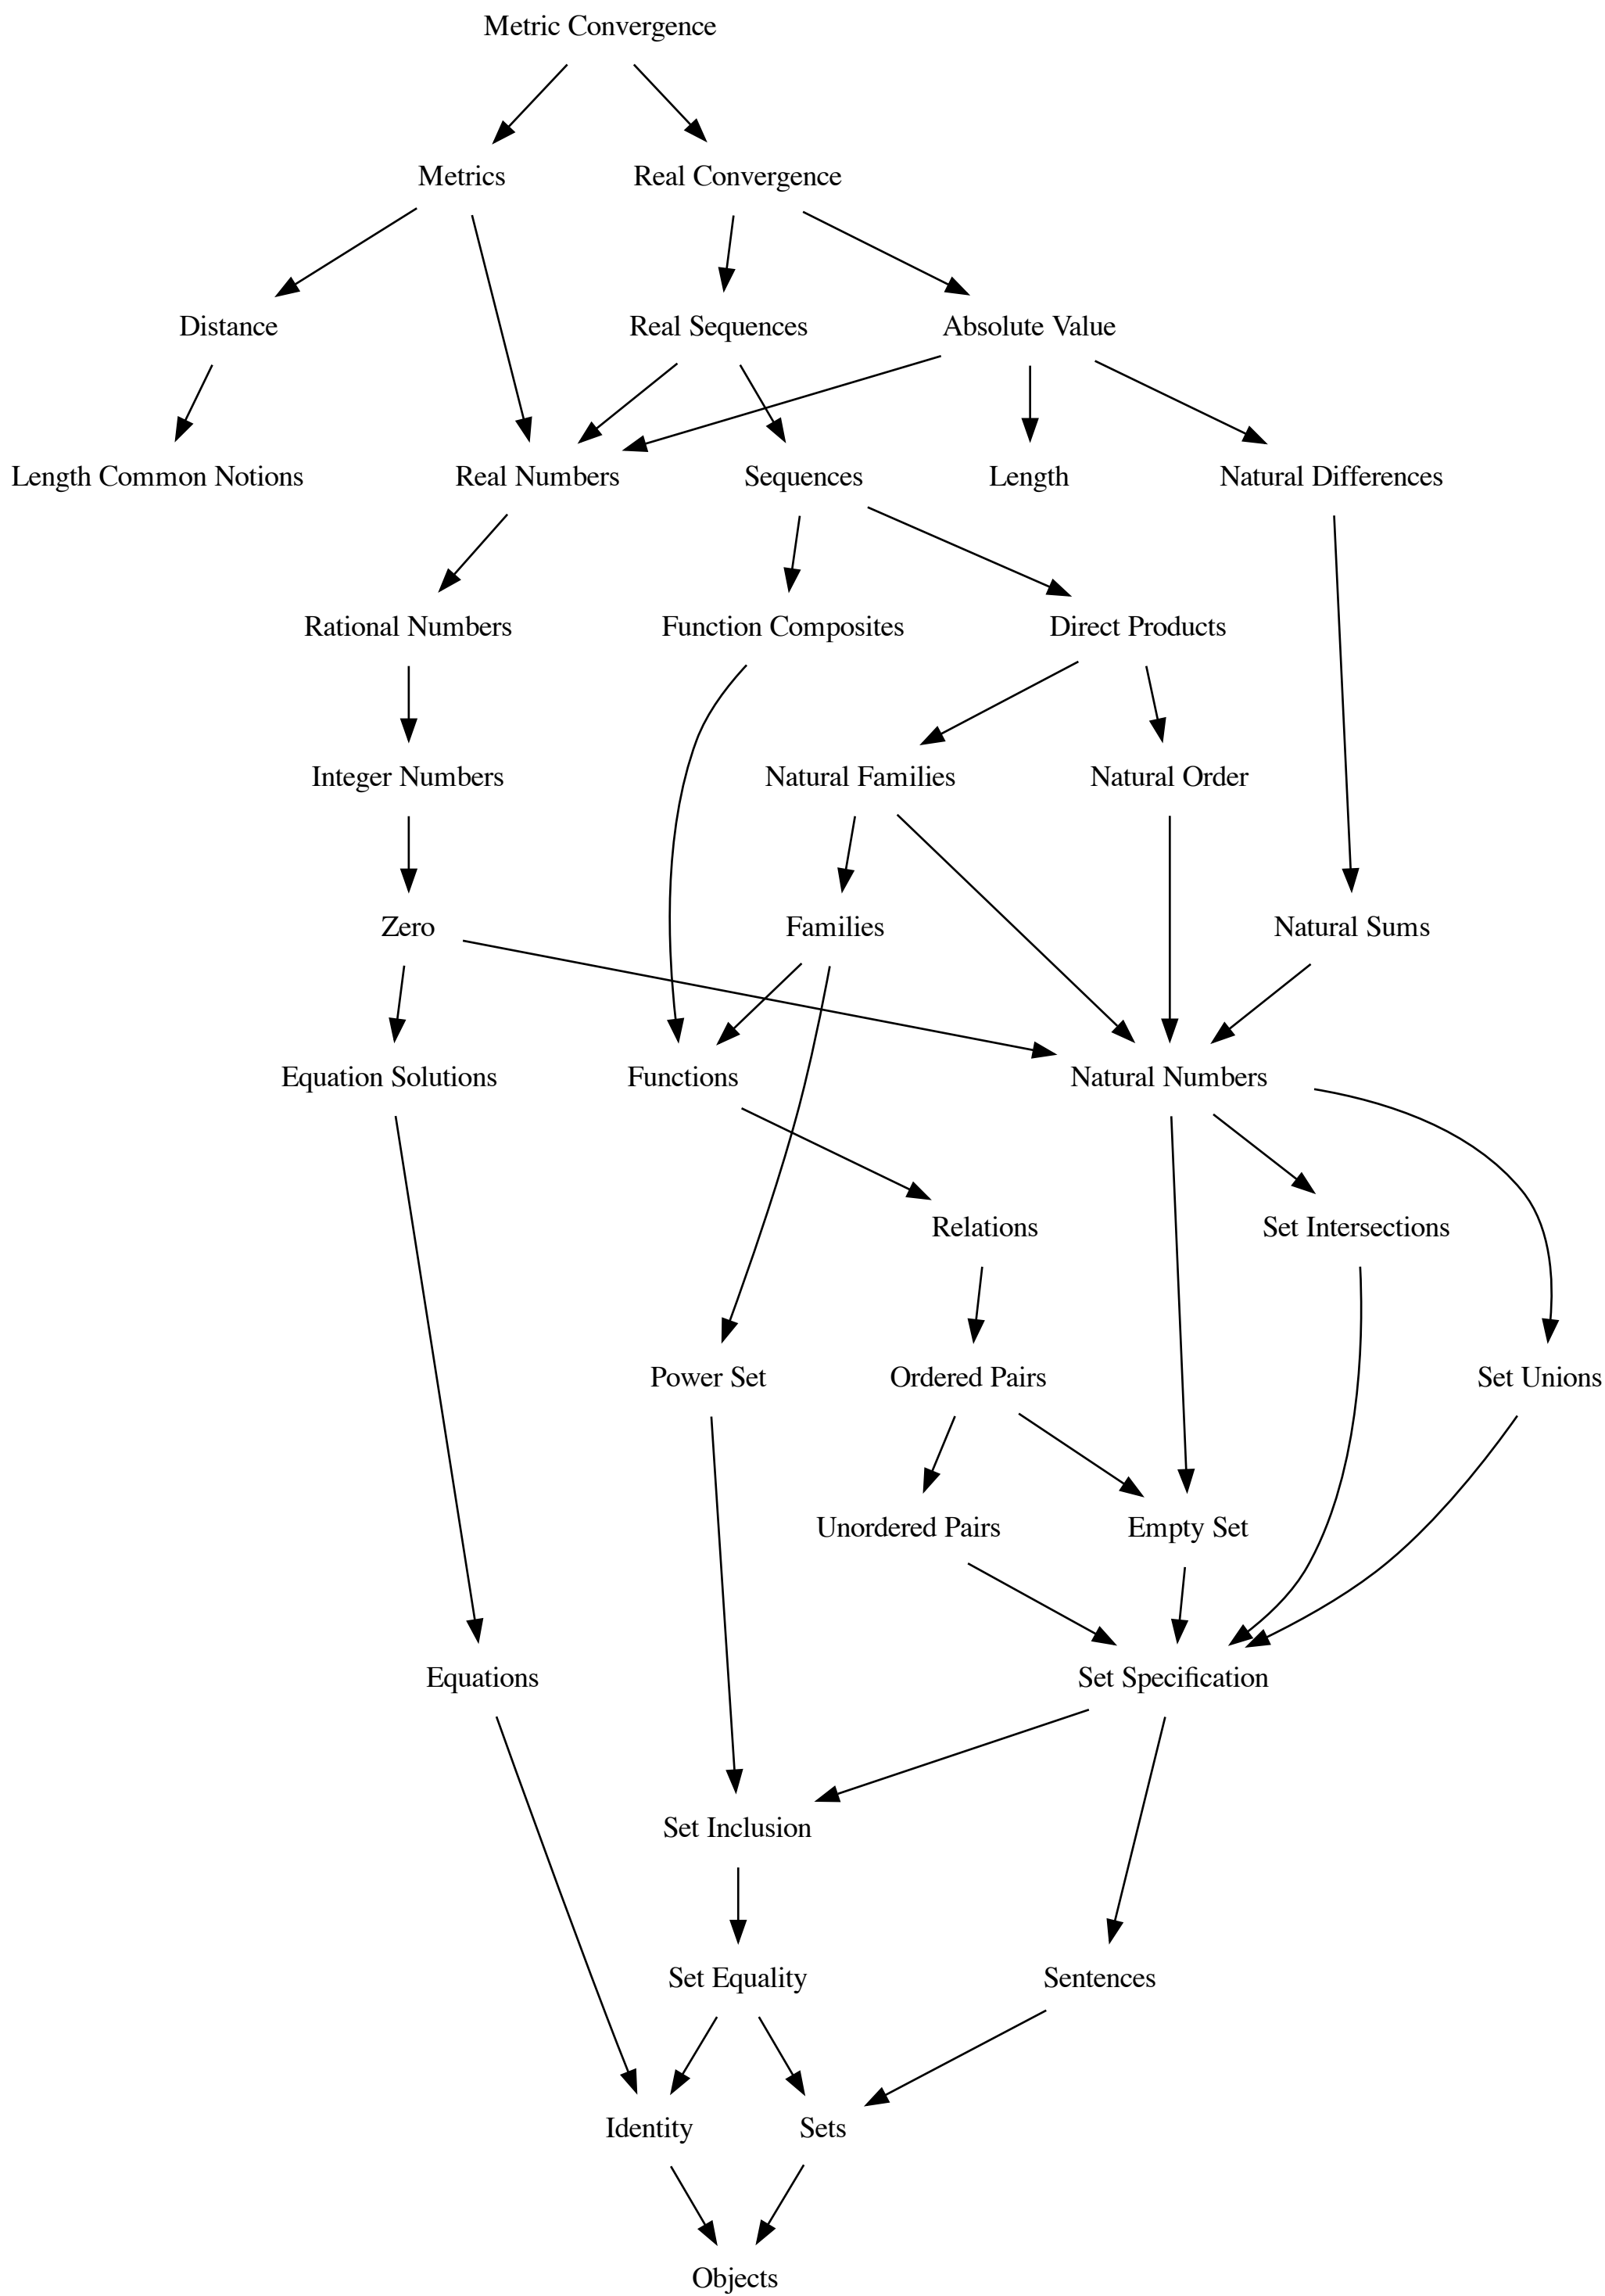 Metric Convergence
Metrics
Real Convergence
Distance
Real Sequences
Absolute Value
Length Common Notions
Real Numbers
Sequences
Length
Natural Differences
Rational Numbers
Function Composites
Direct Products
Integer Numbers
Natural Families
Natural Order
Zero
Families
Natural Sums
Equation Solutions
Functions
Natural Numbers
Relations
Set Intersections
Power Set
Ordered Pairs
Set Unions
Unordered Pairs
Empty Set
Equations
Set Specification
Set Inclusion
Set Equality
Sentences
Identity
Sets
Objects